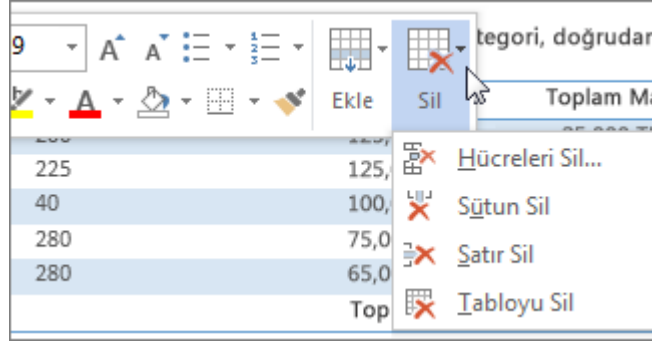 9 A A
tegori, doğrudan
A Ekle Sil Toplam Ma
225 125,
Hücreleri Sil...
40 100,
Sütun Sil
280 75,0
Satır Sil
280 65,0
Tabloyu Sil
Top